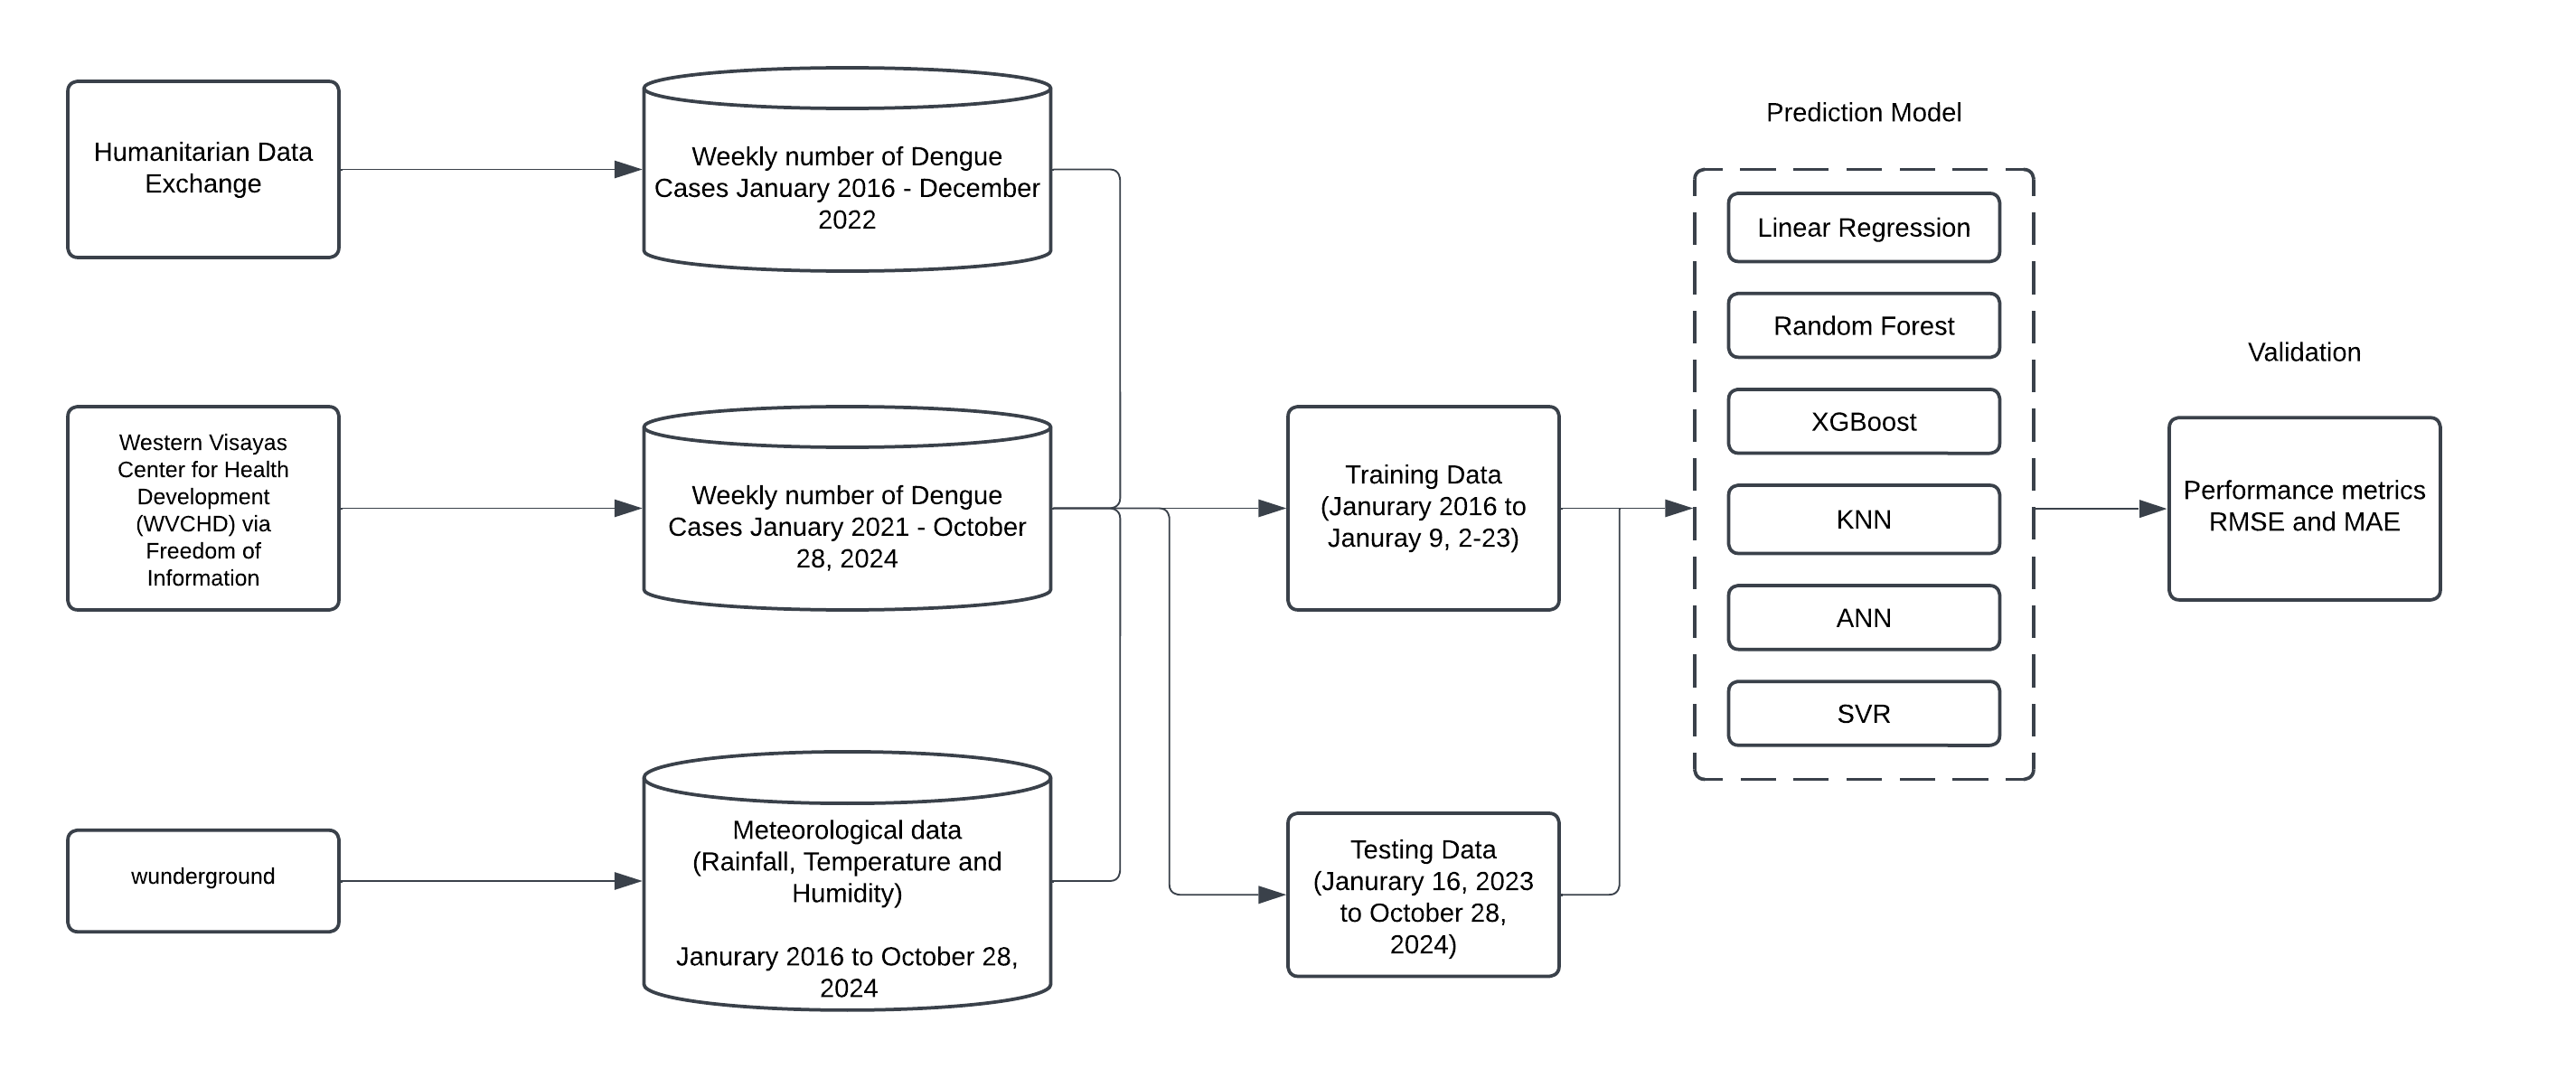 Humanitarian Data
Exchange
Weekly number of Dengue
Cases January 2016 - December
2022
Western Visayas
Center for Health
Development
(WVCHD) via
Freedom of
Information
Weekly number of Dengue
Cases January 2021 - October
28, 2024
wunderground
Meteorological data
(Rainfall, Temperature and
Humidity)
Janurary 2016 to October 28,
2024
Training Data
(Janurary 2016 to
Januray 9, 2-23)
Testing Data
(Janurary 16, 2023
to October 28,
2024)
Prediction Model
Linear Regression
Random Forest
XGBoost
KNN
ANN
SVR
Validation
Performance metrics
RMSE and MAE